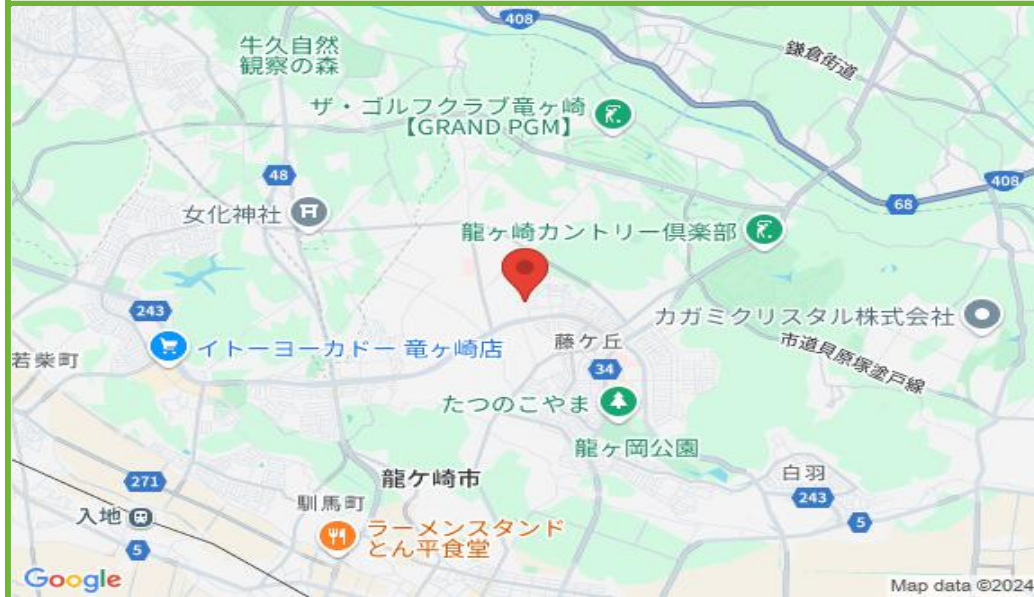 408
牛久自然
観察の森
鎌倉街道
ザ・ゴルフクラブ竜ヶ崎
【GRAND PGM】
48
408
68
女化神社
龍ヶ崎カントリー倶楽部
243
カガミクリスタル株式会社
イトーヨーカドー 竜ヶ崎店
藤ケ丘
市道貝原塚塗戸線
若柴町
34
たつのこやま
龍ヶ岡公園
龍ケ崎市
白羽
271
馴馬町
243
入地
5
ラーメンスタンド
とん平食堂
5
Google
Map data ©2024